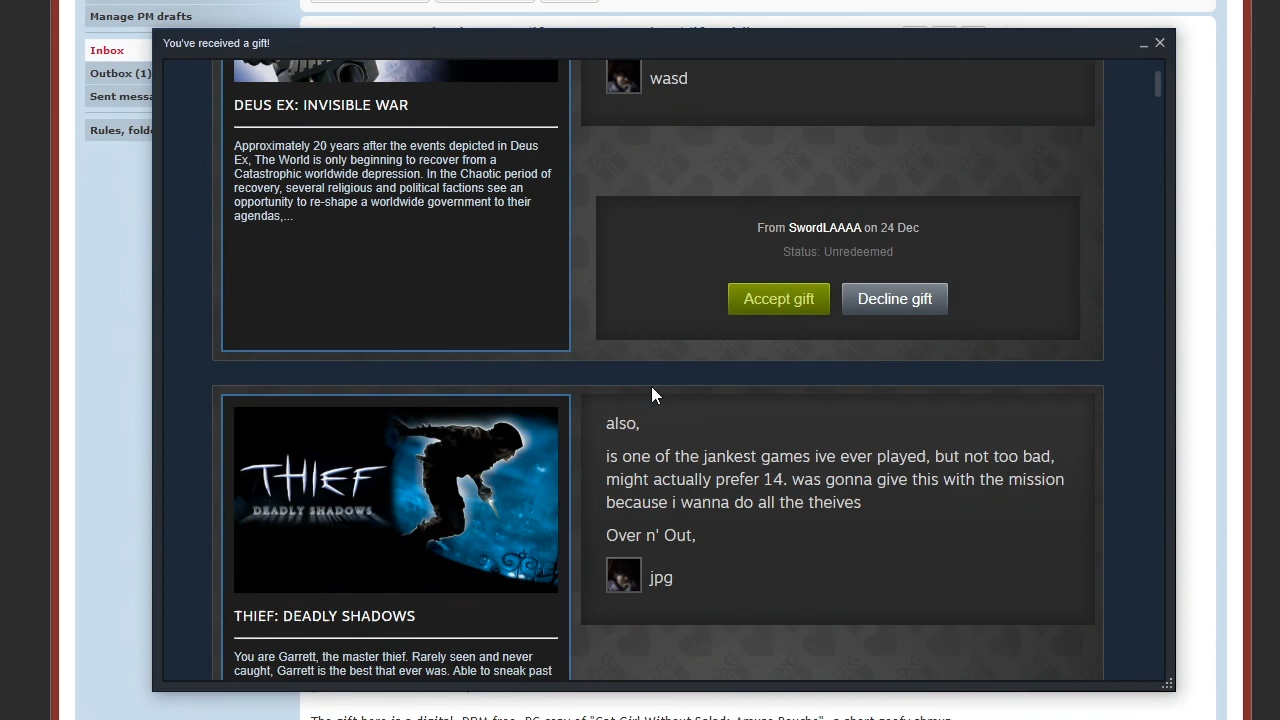 Manage PM drafts
Inbox
Outbox (1)
Sent messa
Rules, folde
You've received a gift!
DEUS EX: INVISIBLE WAR
Approximately 20 years after the events depicted in Deus
Ex, The World is only beginning to recover from a
Catastrophic worldwide depression. In the Chaotic period of
recovery, several religious and political factions see an
opportunity to re-shape a worldwide government to their
agendas,...
wasd
From SwordLAAAA on 24 Dec
Status: Unredeemed
Accept gift
Decline gift
THIEF
DEADLY SHADOWS
THIEF: DEADLY SHADOWS
You are Garrett, the master thief. Rarely seen and never
caught, Garrett is the best that ever was. Able to sneak past
also,
is one of the jankest games ive ever played, but not too bad,
might actually prefer 14. was gonna give this with the mission
because i wanna do all the theives
Over n' Out,
jpg